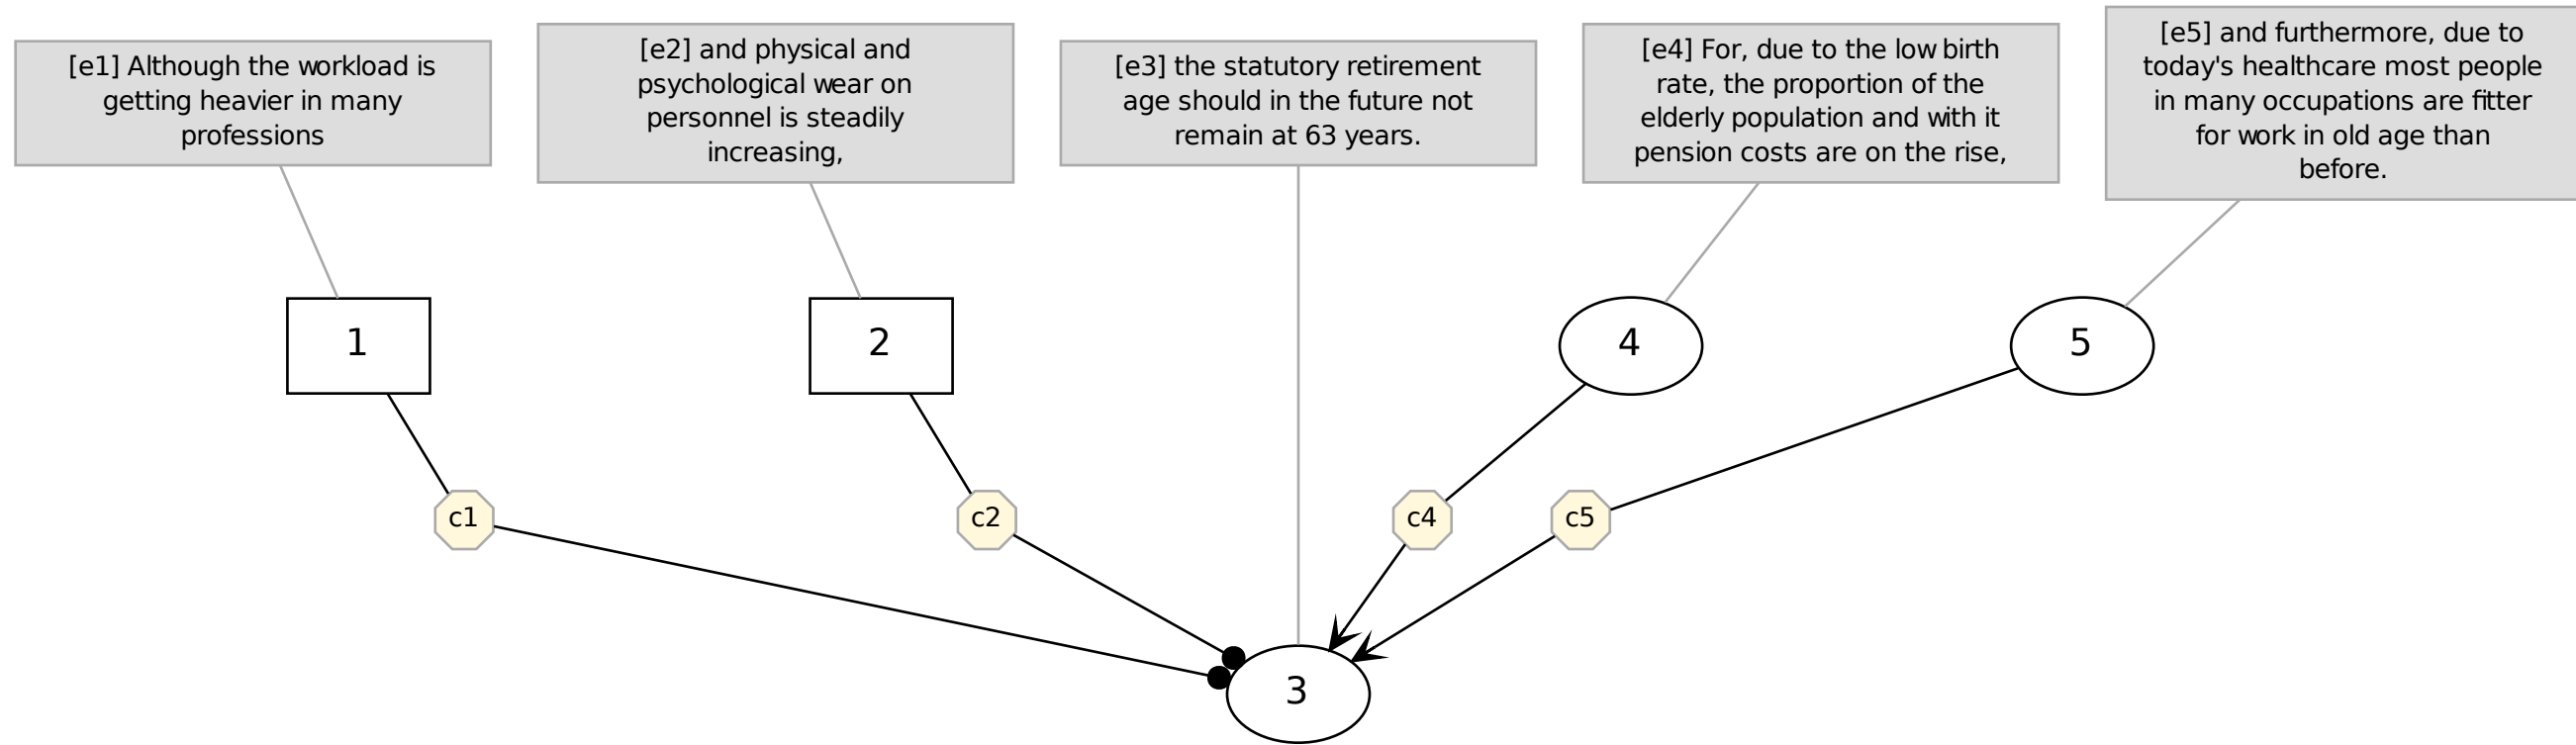 [e1] Although the workload is
getting heavier in many
professions
[e2] and physical and
psychological wear on
personnel is steadily
increasing,
[e3] the statutory retirement
age should in the future not
remain at 63 years.
[e4] For, due to the low birth
rate, the proportion of the
elderly population and with it
pension costs are on the rise,
[e5] and furthermore, due to
today's healthcare most people
in many occupations are fitter
for work in old age than
before.
1
2
4
5
c1
c2
c4
c5
3